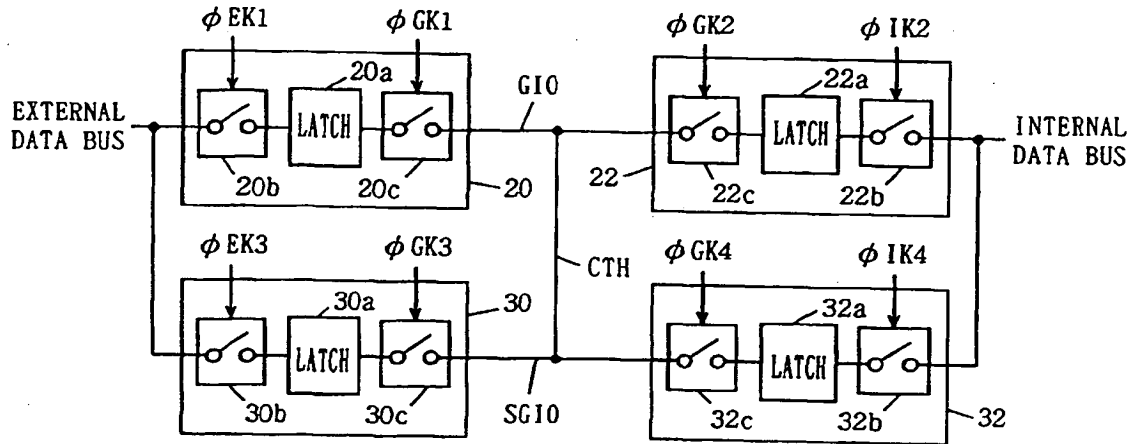 φEK1
φGK1
φGK2
φIK2
20a
22a
GIO
EXTERNAL
DATA BUS
LATCH
LATCH
INTERNAL
DATA BUS
20b
20c
20
22
22c
22b
φEK3
φGK3
φGK4
φIK4
CTH
30a
30
32a
LATCH
LATCH
30b
30c
SGIO
32c
32b
32